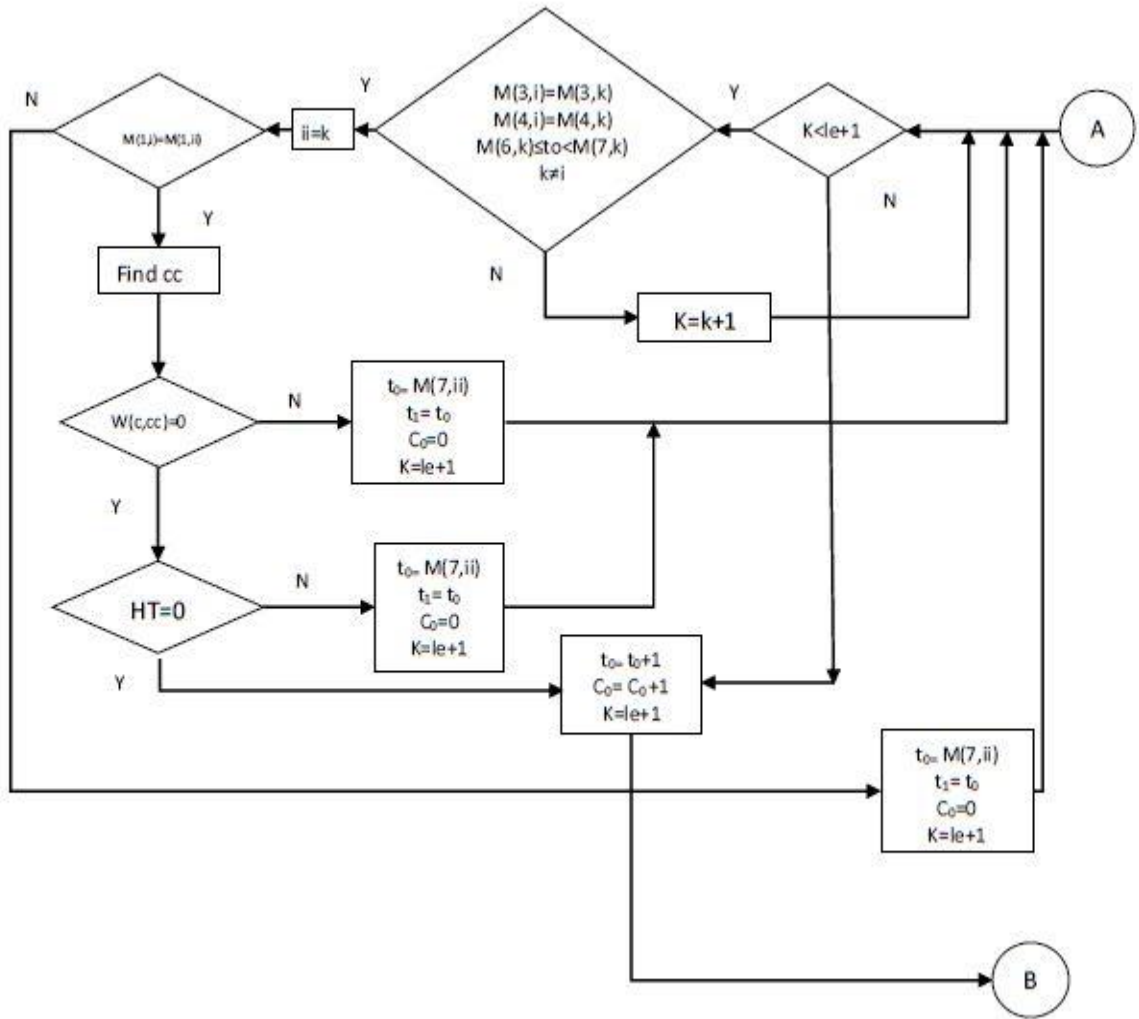 N
M(1,i)=M(1,ii)
Y
ii=k
M(3,i)=M(3,k)
M(4,i)=M(4,k)
M(6,k)≤to<M(7,k)
k≠i
Y
K<le+1
A
Y
N
Find cc
N
K=k+1
W(c,cc)=0
N
t₀= M(7,ii)
t₁= t₀
C₀=0
K=le+1
Y
HT=0
N
t₀= M(7,ii)
t₁= t₀
C₀=0
K=le+1
Y
t₀= t₀+1
C₀= C₀+1
K=le+1
t₀= M(7,ii)
t₁= t₀
C₀=0
K=le+1
B